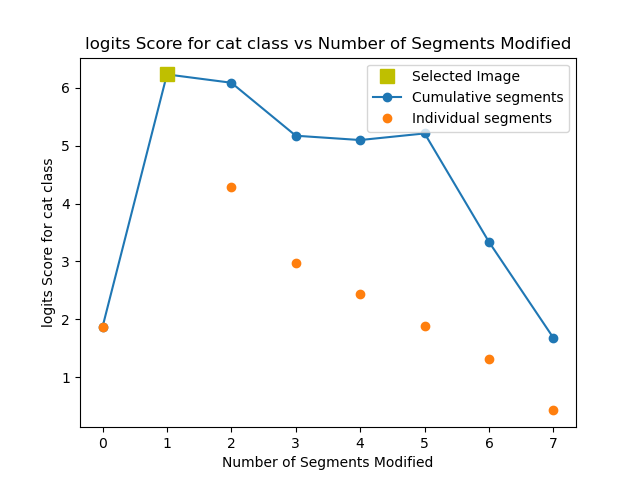 logits Score for cat class vs Number of Segments Modified
Selected Image
Cumulative segments
Individual segments
6
5
4
3
2
1
logits Score for cat class
0 1 2 3 4 5 6 7
Number of Segments Modified